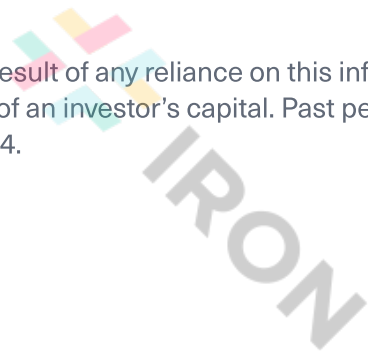 esult of any reliance on this inf
of an investor's capital. Past pe
4.
IRON